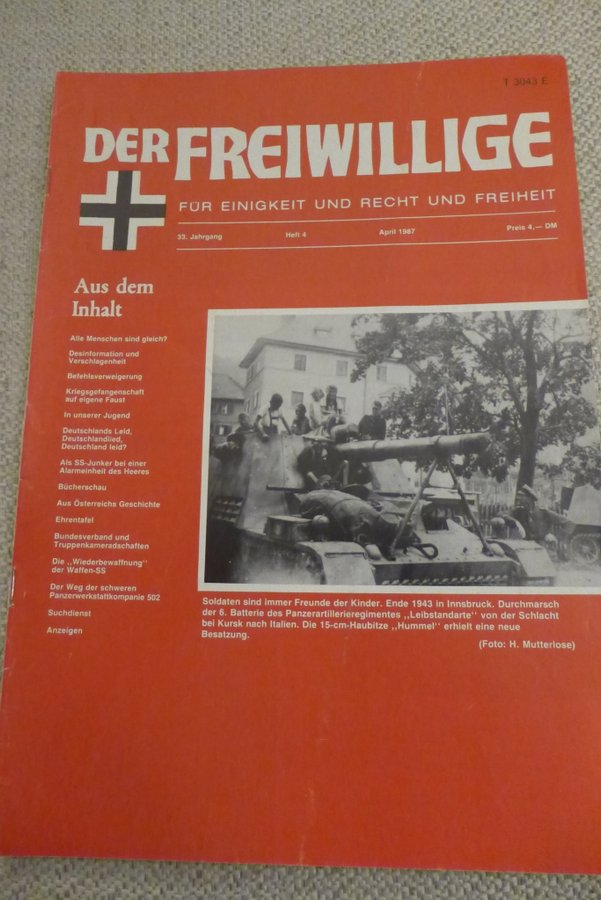 T 3043 E
DER FREIWILLIGE
FÜR EINIGKEIT UND RECHT UND FREIHEIT
33. Jahrgang Heft 4 April 1987 Preis 4,— DM
Aus dem
Inhalt
Alle Menschen sind gleich?
Desinformation und
Verschlagenheit
Befehlsverweigerung
Kriegsgefangenschaft
auf eigene Faust
In unserer Jugend
Deutschlands Leid,
Deutschlandlied,
Deutschland leid?
Als SS-Junker bei einer
Alarmeinheit des Heeres
Bücherschau
Aus Österreichs Geschichte
Ehrentafel
Bundesverband und
Truppenkameradschaften
Die ,,Wiederbewaffnung''
der Waffen-SS
Der Weg der schweren
Panzerwerkstattkompanie 502
Suchdienst
Anzeigen
Soldaten sind immer Freunde der Kinder. Ende 1943 in Innsbruck. Durchmarsch
der 6. Batterie des Panzerartillerieregimentes ,,Leibstandarte'' von der Schlacht
bei Kursk nach Italien. Die 15-cm-Haubitze ,,Hummel'' erhielt eine neue
Besatzung.
(Foto: H. Mutterlose)